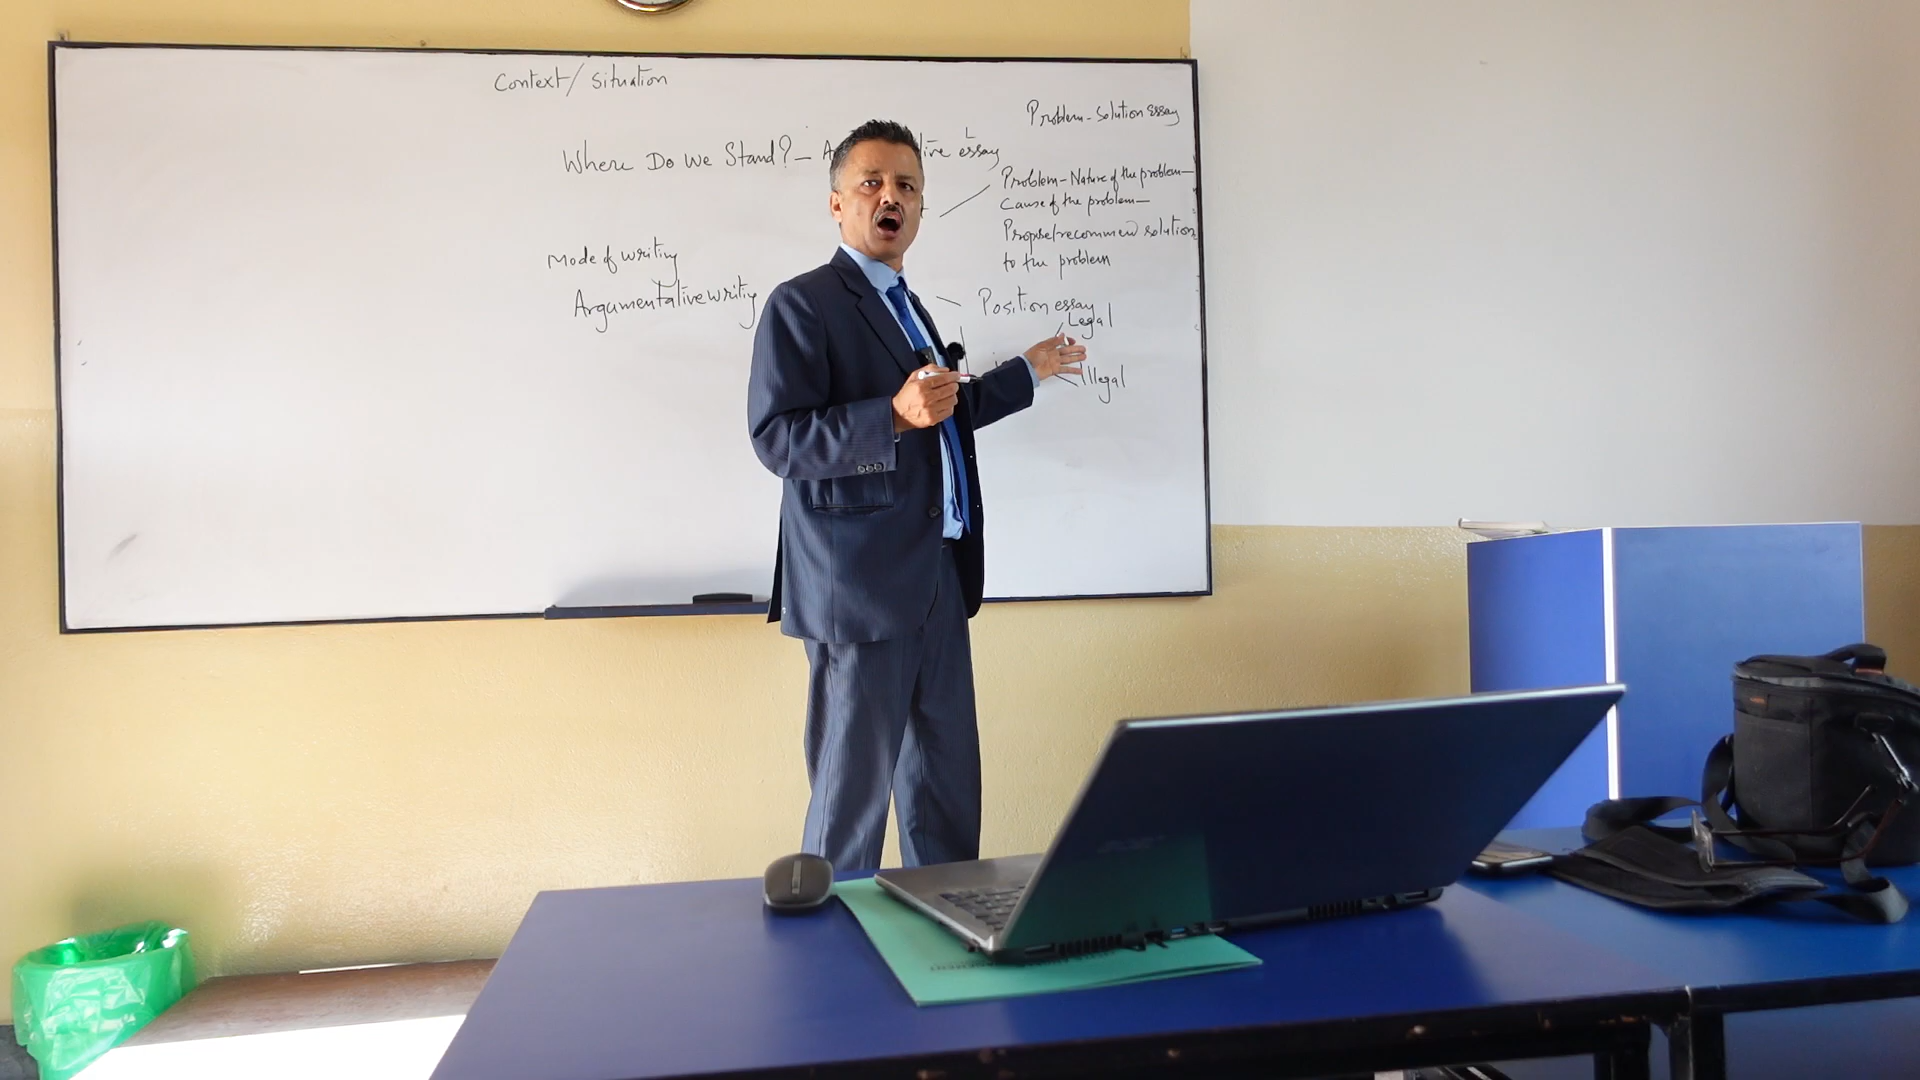 Context/ Situation
Problem-Solution Essay
Where Do We Stand? – A tive essay
Problem – Nature of the problem –
Cause of the problem –
Propose/recommend solution
to the problem
Mode of writing
Argumentative writing
Position essay
Legal
Illegal